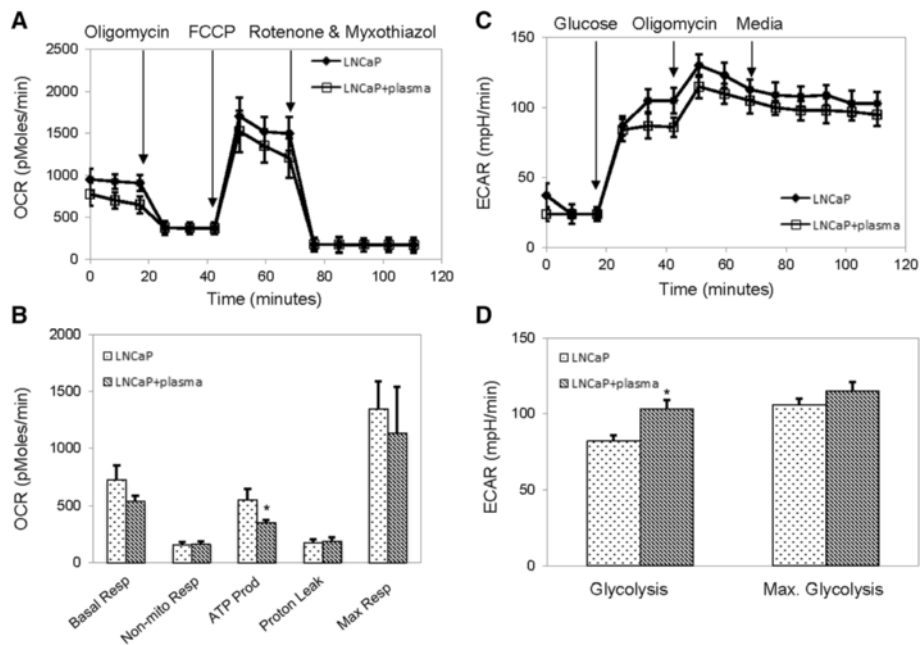 A
Oligomycin FCCP Rotenone & Myxothiazol
OCR (pMoles/min)
2500
2000
1500
1000
500
0
LNCaP
LNCaP+plasma
0 20 40 60 80 100 120
Time (minutes)
B
OCR (pMoles/min)
2000
1500
1000
500
0
LNCaP
LNCaP+plasma
*
Basal Resp Non-mito Resp ATP Prod Proton Leak Max Resp
C
Glucose Oligomycin Media
ECAR (mpH/min)
150
100
50
0
LNCaP
LNCaP+plasma
0 20 40 60 80 100 120
Time (minutes)
D
ECAR (mpH/min)
150
100
50
0
LNCaP
LNCaP+plasma
*
Glycolysis Max. Glycolysis